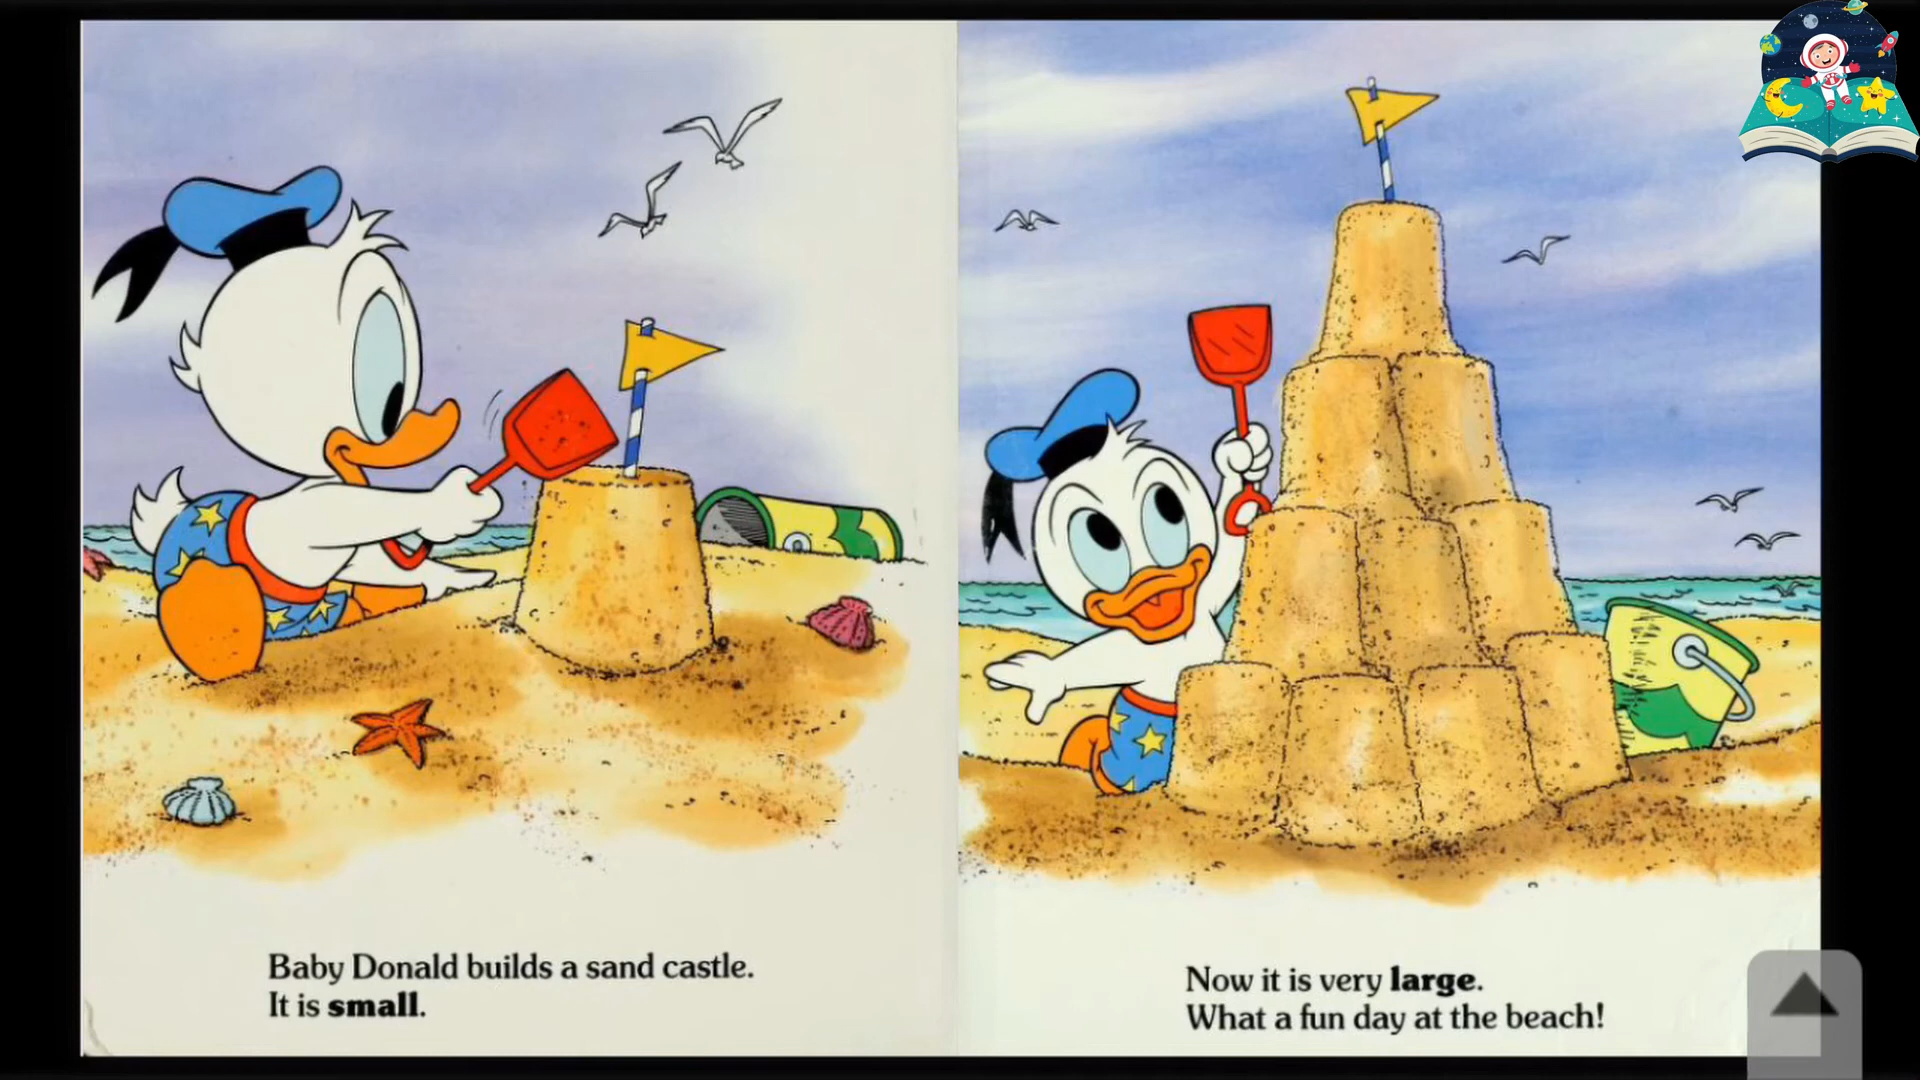 Baby Donald builds a sand castle.
It is small.
Now it is very large.
What a fun day at the beach!